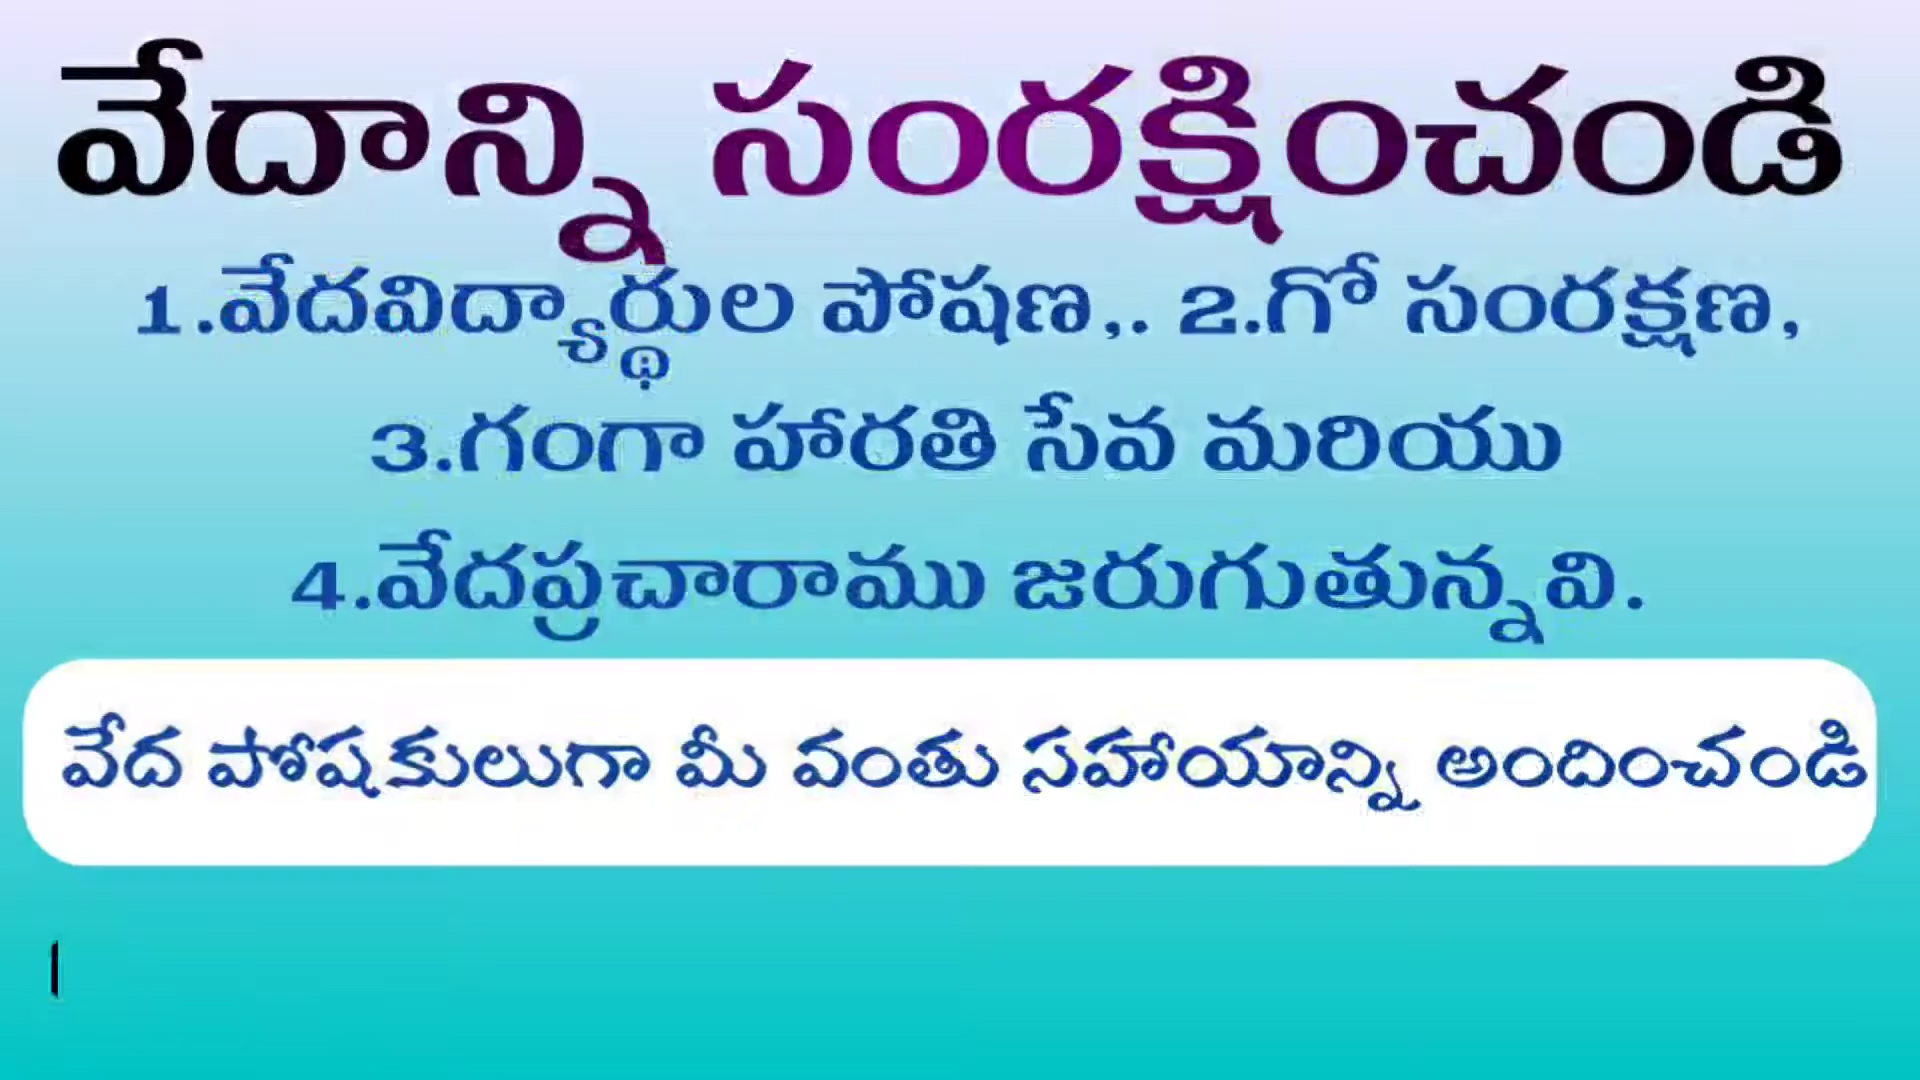 వేదాన్ని సంరక్షించండి
1.వేదవిద్యార్థుల పోషణ,. 2.గో సంరక్షణ,
3.గంగా హారతి సేవ మరియు
4.వేదప్రచారాము జరుగుతున్నవి.
వేద పోషకులుగా మీ వంతు సహాయాన్ని అందించండి